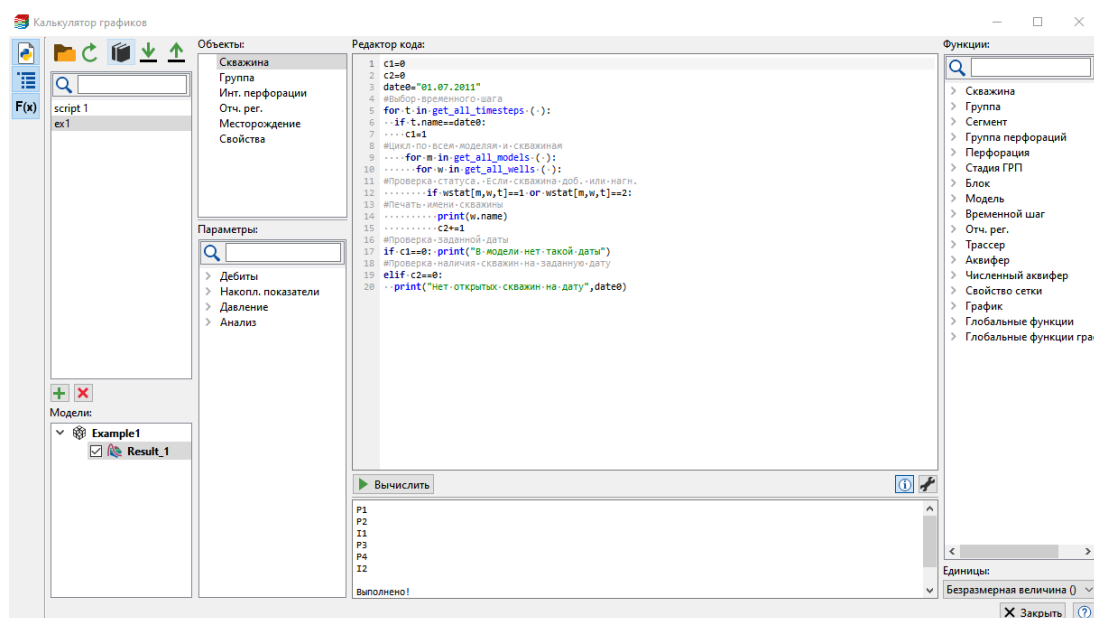 Калькулятор графиков
F(x)
script 1
ex1
Модели:
Example1
Result_1
Объекты:
Скважина
Группа
Инт. перфорации
Отч. рег.
Месторождение
Свойства
Параметры:
Дебиты
Накопл. показатели
Давление
Анализ
Редактор кода:
1 c1=0
2 c2=0
3 date0="01.07.2011"
4 #Выбор·временного·шага
5 for·t·in·get_all_timesteps·(·):
6 ··if·t.name==date0:
7 ····c1=1
8 #Цикл·по·всем·моделям·и·скважинам
9 ····for·m·in·get_all_models·(·):
10 ······for·w·in·get_all_wells·(·):
11 #Проверка·статуса.·Если·скважина·доб.·или·нагн.
12 ········if·wstat[m,w,t]==1·or·wstat[m,w,t]==2:
13 #Печать·имени·скважины
14 ··········print(w.name)
15 ··········c2+=1
16 #Проверка·заданной·даты
17 if·c1==0:·print("В·модели·нет·такой·даты")
18 #Проверка·наличия·скважин·на·заданную·дату
19 elif·c2==0:
20 ··print("Нет·открытых·скважин·на·дату",date0)
Вычислить
P1
P2
I1
P3
P4
I2
Выполнено!
Функции:
Скважина
Группа
Сегмент
Группа перфораций
Перфорация
Стадия ГРП
Блок
Модель
Временной шаг
Отч. рег.
Трассер
Аквифер
Численный аквифер
Свойство сетки
График
Глобальные функции
Глобальные функции гра
Единицы:
Безразмерная величина ()
Закрыть